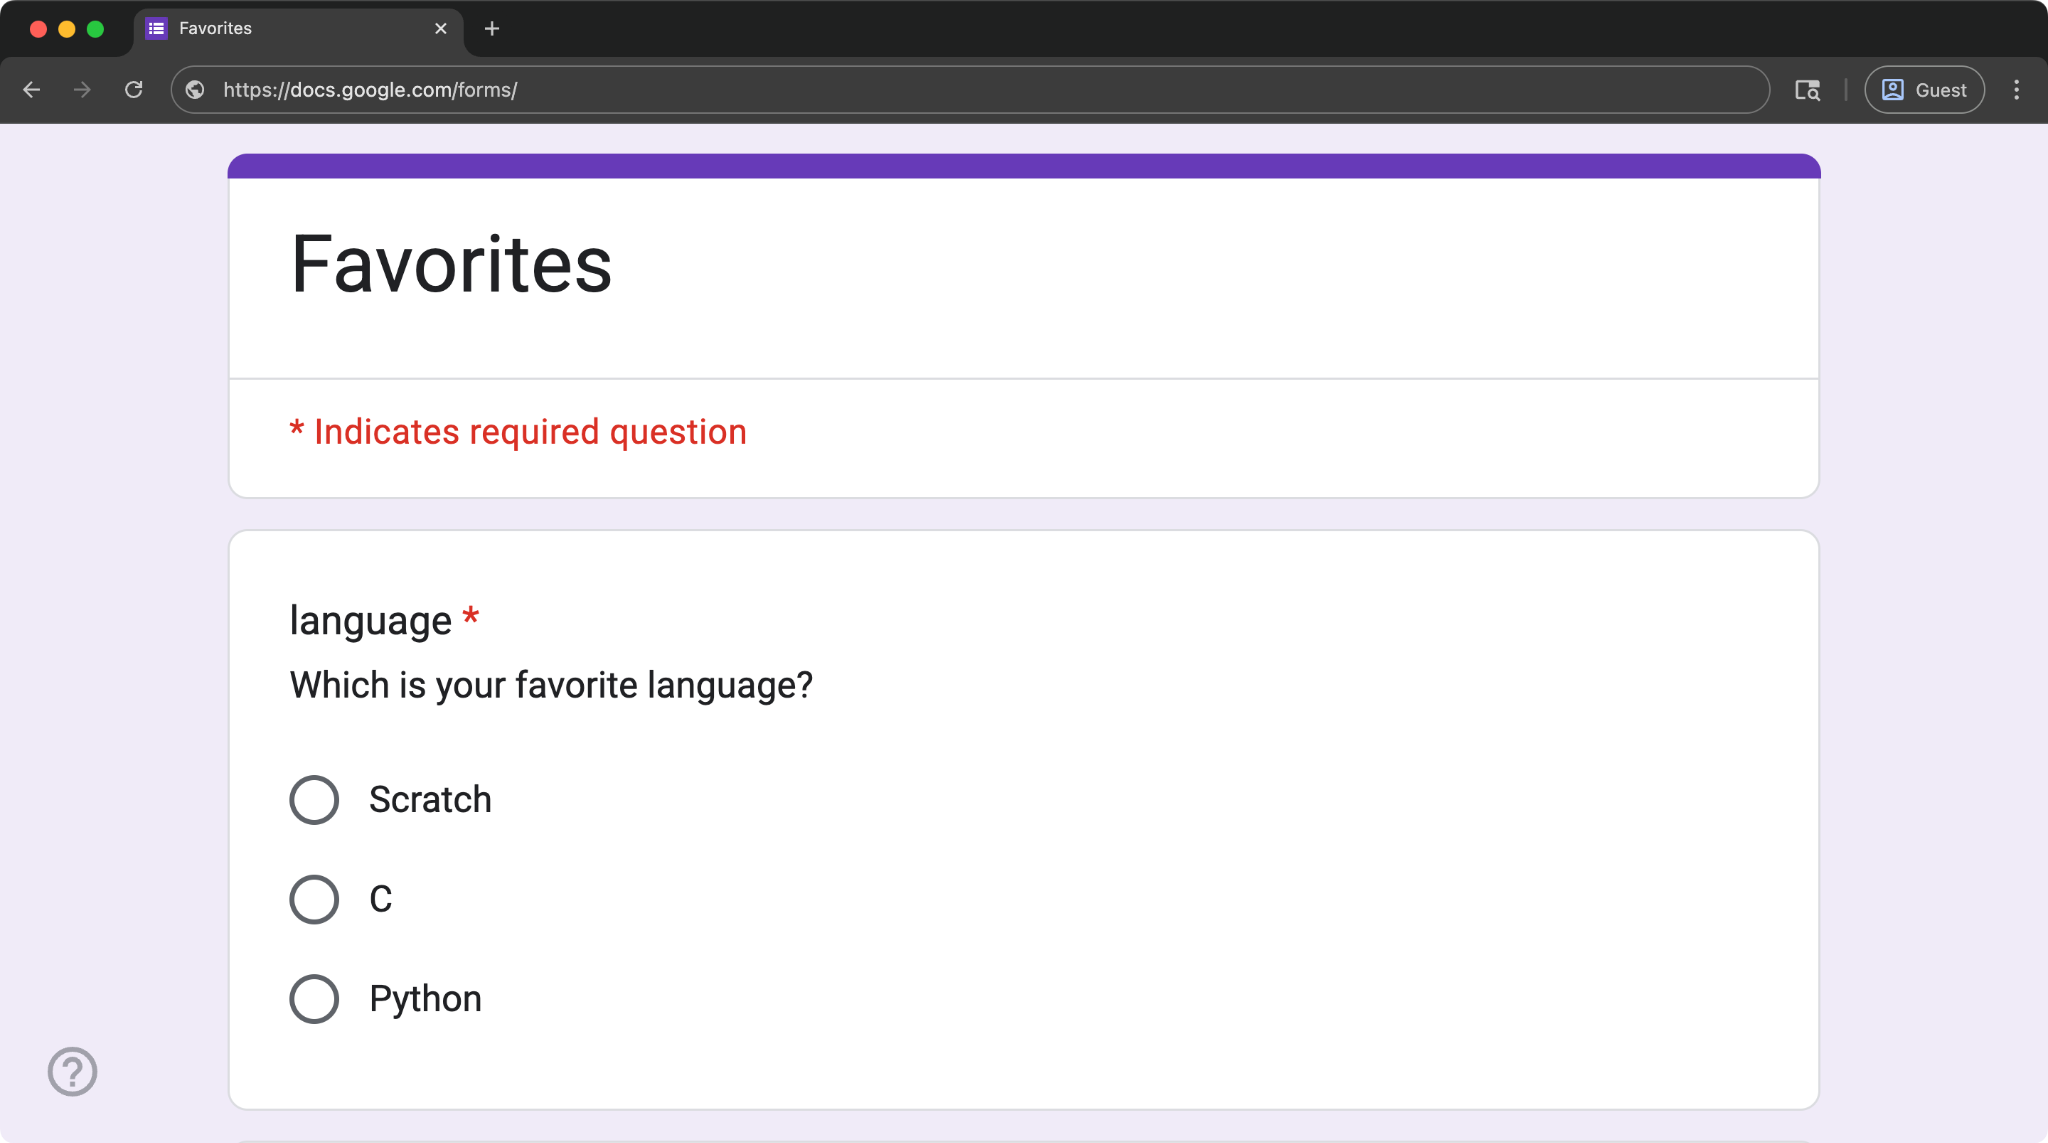 Favorites
https://docs.google.com/forms/
Guest
Favorites
* Indicates required question
language *
Which is your favorite language?
Scratch
C
Python
?